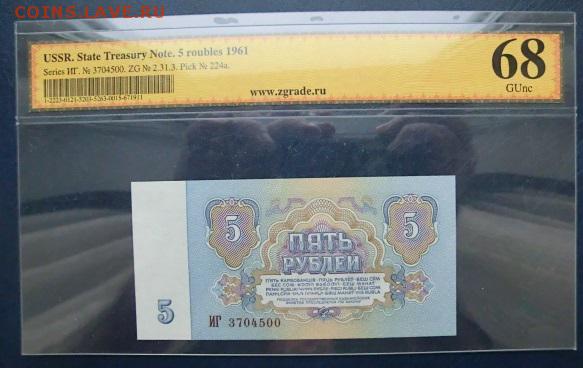 COINS.LAVE.RU
USSR. State Treasury Note. 5 roubles 1961
Series ИГ. № 3704500. ZG № 2.31.3. Pick № 224a.
68
GUnc
www.zgrade.ru
5
5
ПЯТЬ
РУБЛЕЙ
5
ИГ 3704500